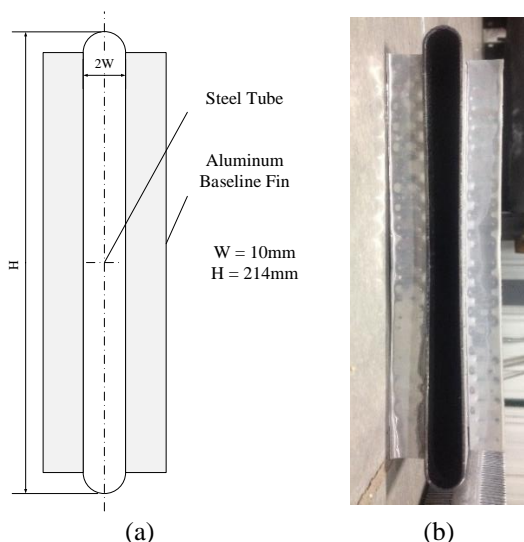 2W
Steel Tube
Aluminum
Baseline Fin
W = 10mm
H = 214mm
H
(a)
(b)